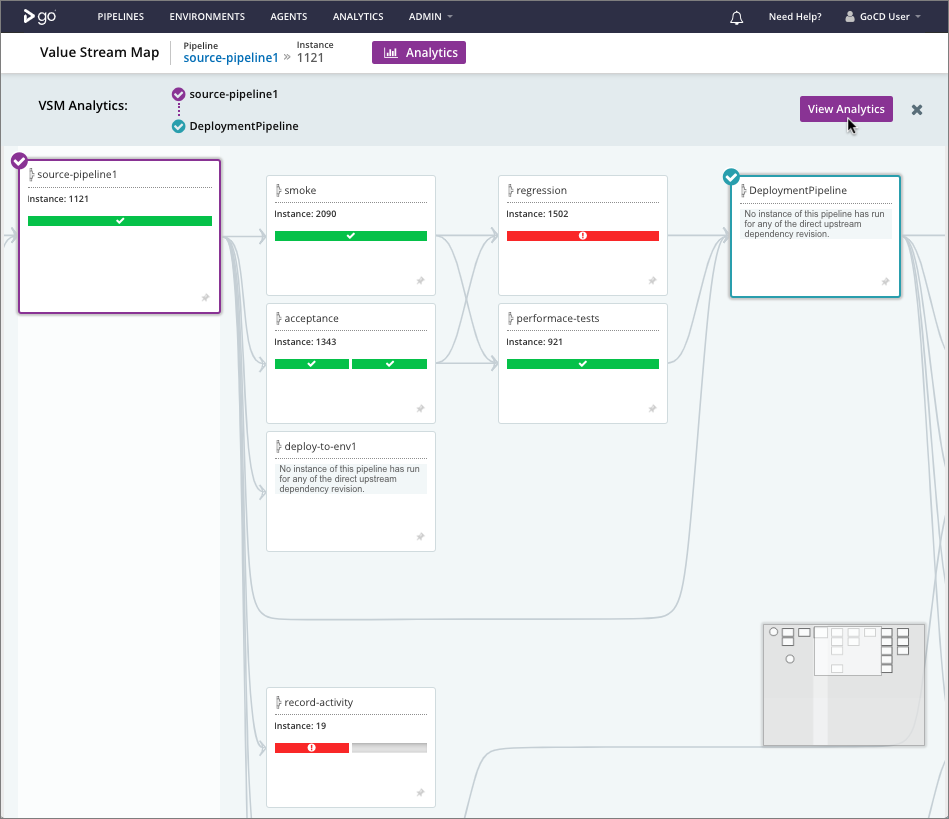 go
PIPELINES
ENVIRONMENTS
AGENTS
ANALYTICS
ADMIN
Need Help?
GoCD User
Value Stream Map
Pipeline
source-pipeline1
»
Instance
1121
Analytics
VSM Analytics:
source-pipeline1
DeploymentPipeline
View Analytics
source-pipeline1
Instance: 1121
smoke
Instance: 2090
regression
Instance: 1502
DeploymentPipeline
No instance of this pipeline has run
for any of the direct upstream
dependency revision.
acceptance
Instance: 1343
performace-tests
Instance: 921
deploy-to-env1
No instance of this pipeline has run
for any of the direct upstream
dependency revision.
record-activity
Instance: 19